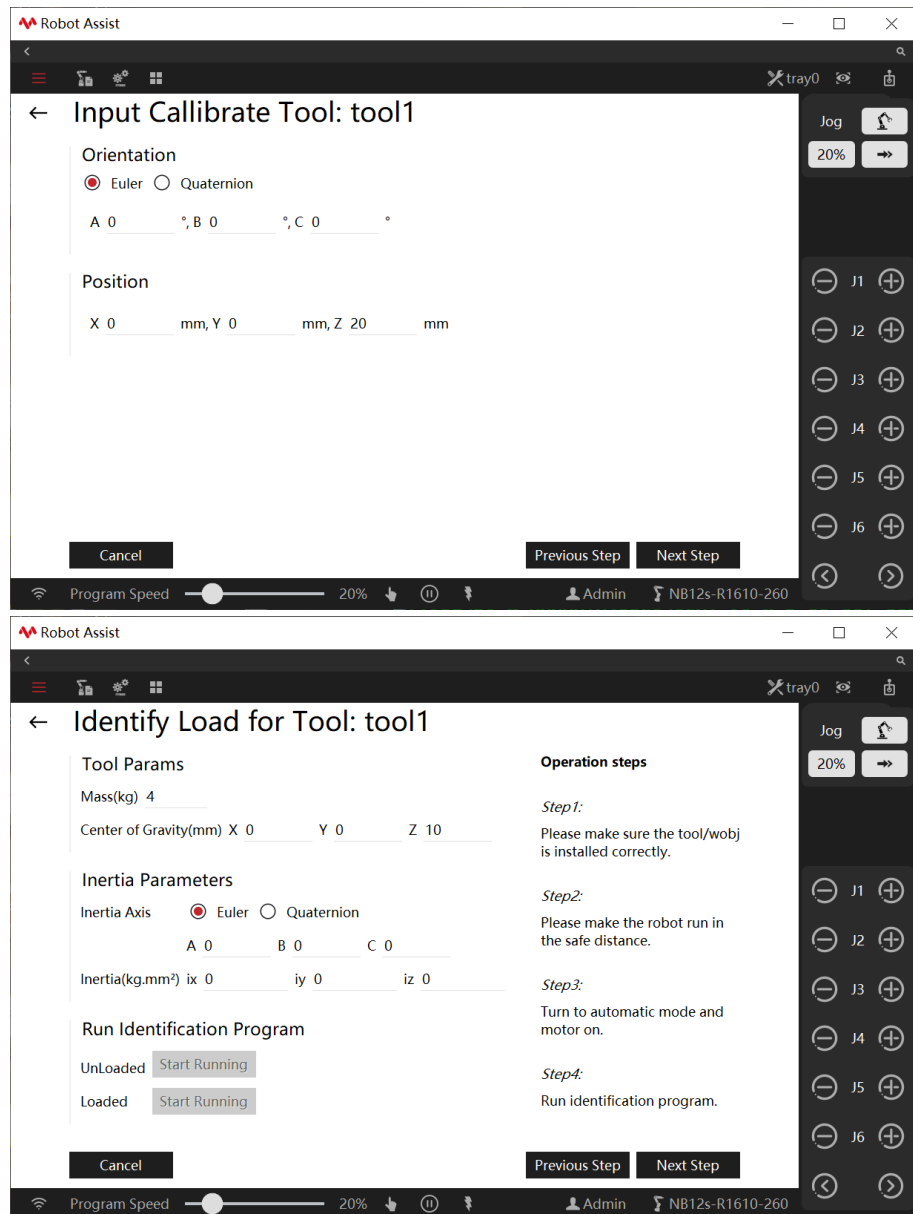 Robot Assist
tray0
Input Callibrate Tool: tool1
Jog
20%
Orientation
Euler Quaternion
A 0 °, B 0 °, C 0 °
Position
X 0 mm, Y 0 mm, Z 20 mm
J1
J2
J3
J4
J5
J6
Cancel Previous Step Next Step
Program Speed 20% Admin NB12s-R1610-260
Robot Assist
tray0
Identify Load for Tool: tool1
Jog
20%
Tool Params
Mass(kg) 4
Center of Gravity(mm) X 0 Y 0 Z 10
Inertia Parameters
Inertia Axis Euler Quaternion
A 0 B 0 C 0
Inertia(kg.mm²) ix 0 iy 0 iz 0
Run Identification Program
UnLoaded Start Running
Loaded Start Running
Operation steps
Step1:
Please make sure the tool/wobj
is installed correctly.
Step2:
Please make the robot run in
the safe distance.
Step3:
Turn to automatic mode and
motor on.
Step4:
Run identification program.
J1
J2
J3
J4
J5
J6
Cancel Previous Step Next Step
Program Speed 20% Admin NB12s-R1610-260